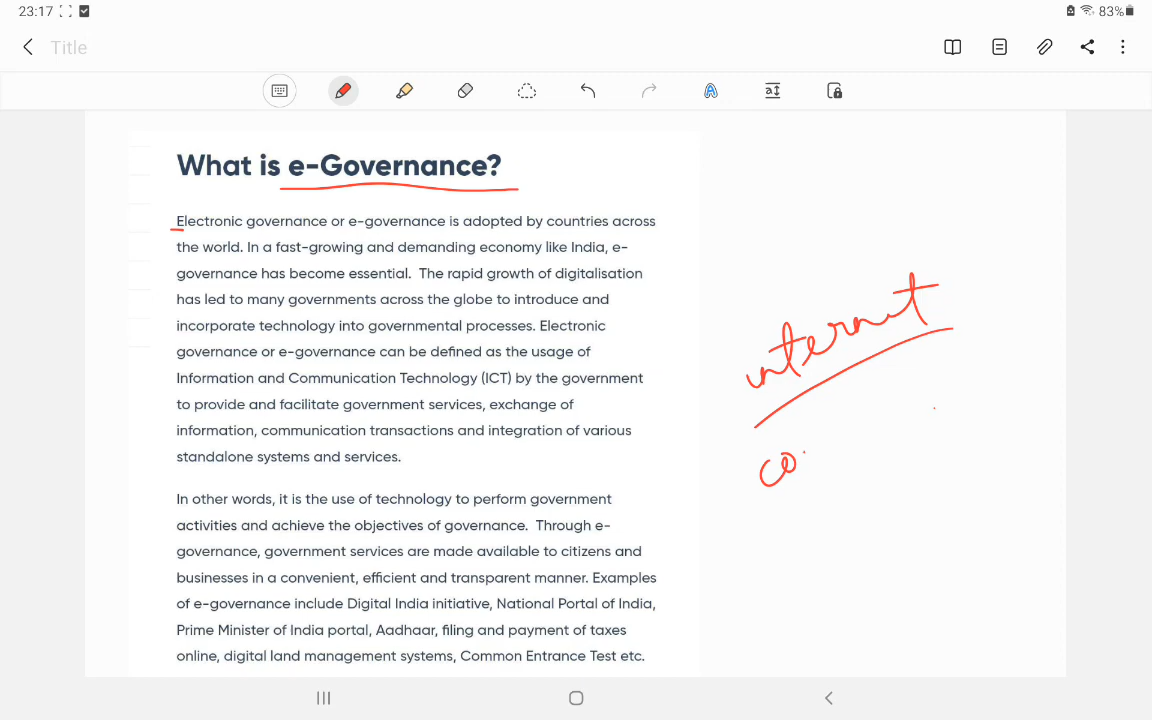 23:17
83%
Title
What is e-Governance?
Electronic governance or e-governance is adopted by countries across
the world. In a fast-growing and demanding economy like India, e-
governance has become essential.  The rapid growth of digitalisation
has led to many governments across the globe to introduce and
incorporate technology into governmental processes. Electronic
governance or e-governance can be defined as the usage of
Information and Communication Technology (ICT) by the government
to provide and facilitate government services, exchange of
information, communication transactions and integration of various
standalone systems and services.
In other words, it is the use of technology to perform government
activities and achieve the objectives of governance.  Through e-
governance, government services are made available to citizens and
businesses in a convenient, efficient and transparent manner. Examples
of e-governance include Digital India initiative, National Portal of India,
Prime Minister of India portal, Aadhaar, filing and payment of taxes
online, digital land management systems, Common Entrance Test etc.
internet
co